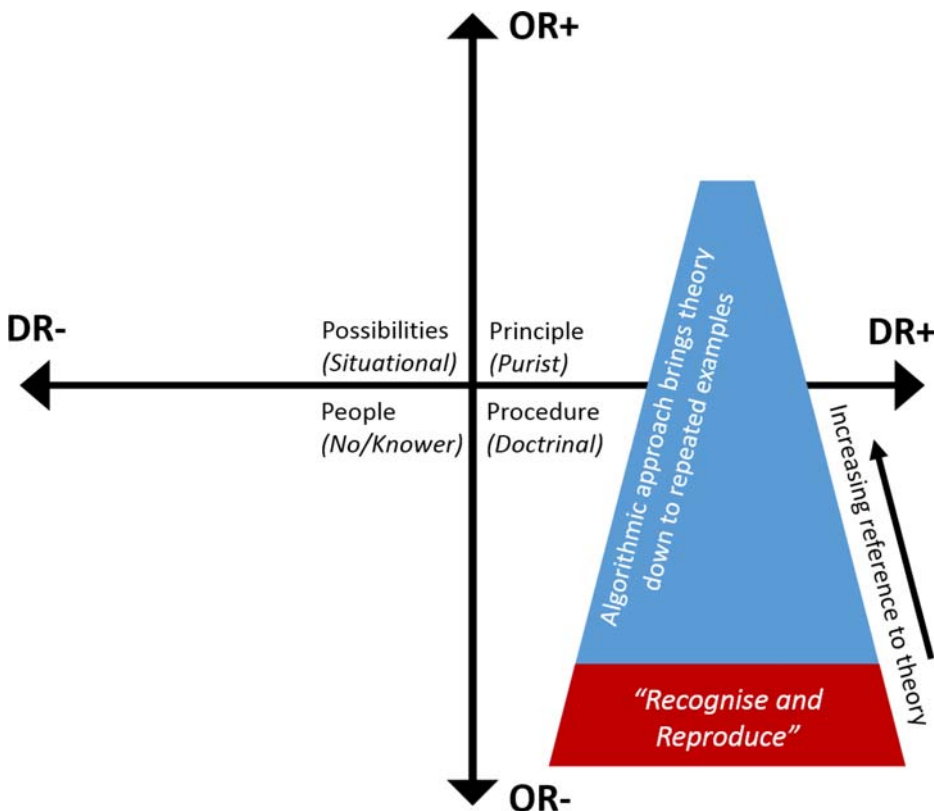 OR+
DR-
DR+
Possibilities
(Situational)
Principle
(Purist)
People
(No/Knower)
Procedure
(Doctrinal)
Algorithmic approach brings theory
down to repeated examples
Increasing reference to theory
“Recognise and
Reproduce”
OR-